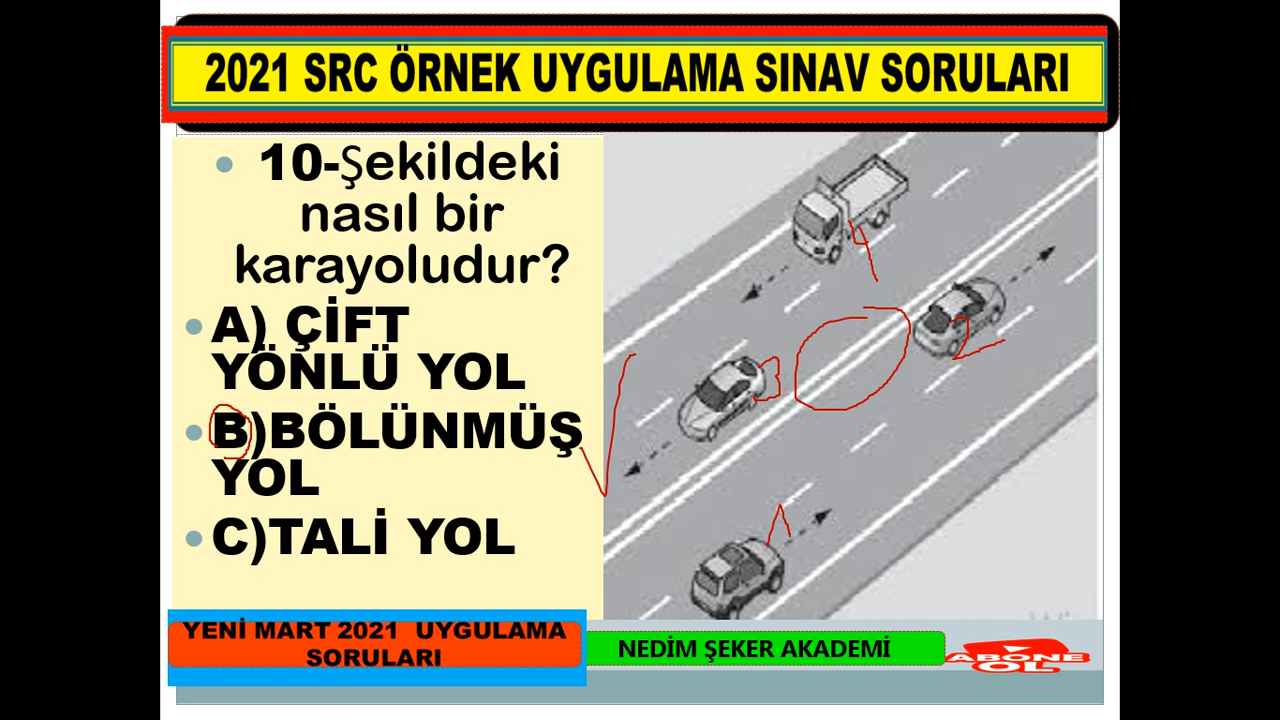 2021 SRC ÖRNEK UYGULAMA SINAV SORULARI
10-Şekildeki
nasıl bir
karayoludur?
A) ÇİFT
YÖNLÜ YOL
B)BÖLÜNMÜŞ
YOL
C)TALİ YOL
YENİ MART 2021 UYGULAMA
SORULARI
NEDİM ŞEKER AKADEMİ
ABONE
OL